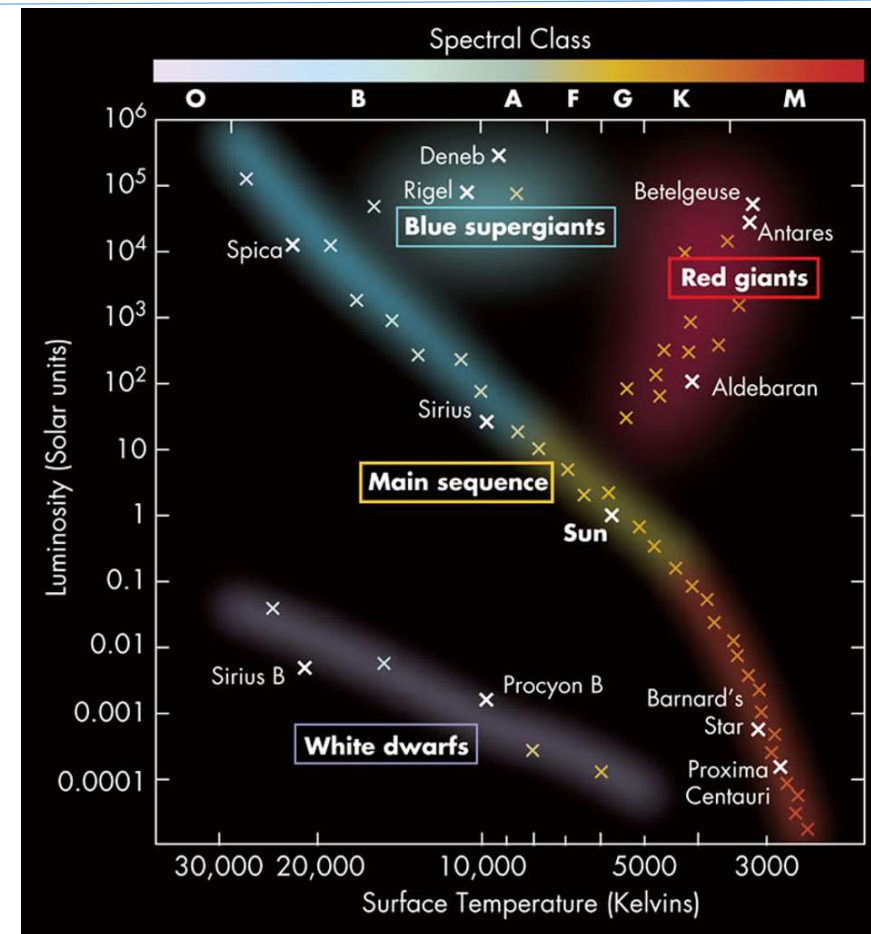 Spectral Class
O B A F G K M
10⁶
10⁵
10⁴
10³
10²
10
1
0.1
0.01
0.001
0.0001
Luminosity (Solar units)
Deneb
Rigel
Blue supergiants
Betelgeuse
Antares
Spica
Red giants
Aldebaran
Sirius
Main sequence
Sun
Sirius B
Procyon B
Barnard's
Star
White dwarfs
Proxima
Centauri
30,000 20,000 10,000 5000 3000
Surface Temperature (Kelvins)